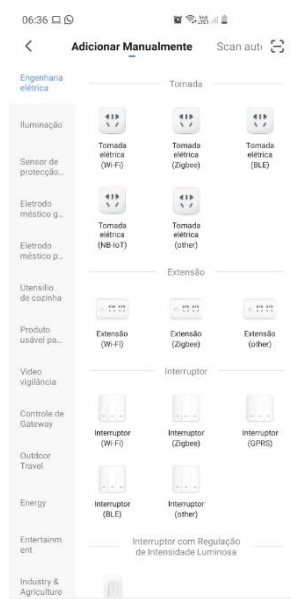 06:36
Adicionar Manualmente
Scan auti
Engenharia
elétrica
Iluminação
Sensor de
protecção...
Eletrodo
méstico g...
Eletrodo
méstico p...
Utensílio
de cozinha
Produto
usável pa...
Video
vigilância
Controle de
Gateway
Outdoor
Travel
Energy
Entertainm
ent
Industry &
Agriculture
Tomada
Tomada
elétrica
(Wi-Fi)
Tomada
elétrica
(Zigbee)
Tomada
elétrica
(BLE)
Tomada
elétrica
(NB-IoT)
Tomada
elétrica
(other)
Extensão
Extensão
(Wi-Fi)
Extensão
(Zigbee)
Extensão
(other)
Interruptor
Interruptor
(Wi-Fi)
Interruptor
(Zigbee)
Interruptor
(GPRS)
Interruptor
(BLE)
Interruptor
(other)
Interruptor com Regulação
de Intensidade Luminosa